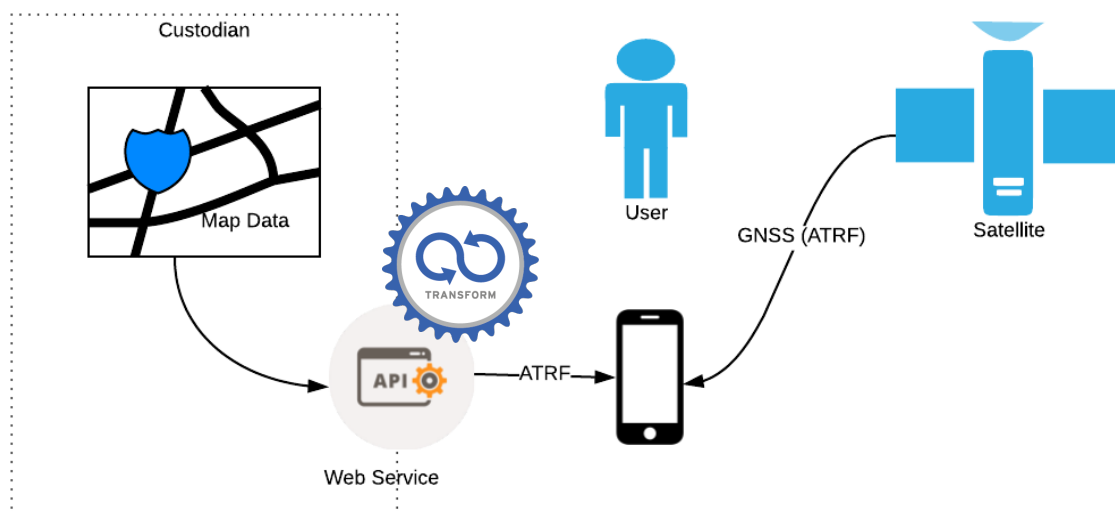 Custodian
Map Data
User
Satellite
GNSS (ATRF)
TRANSFORM
API
ATRF
Web Service